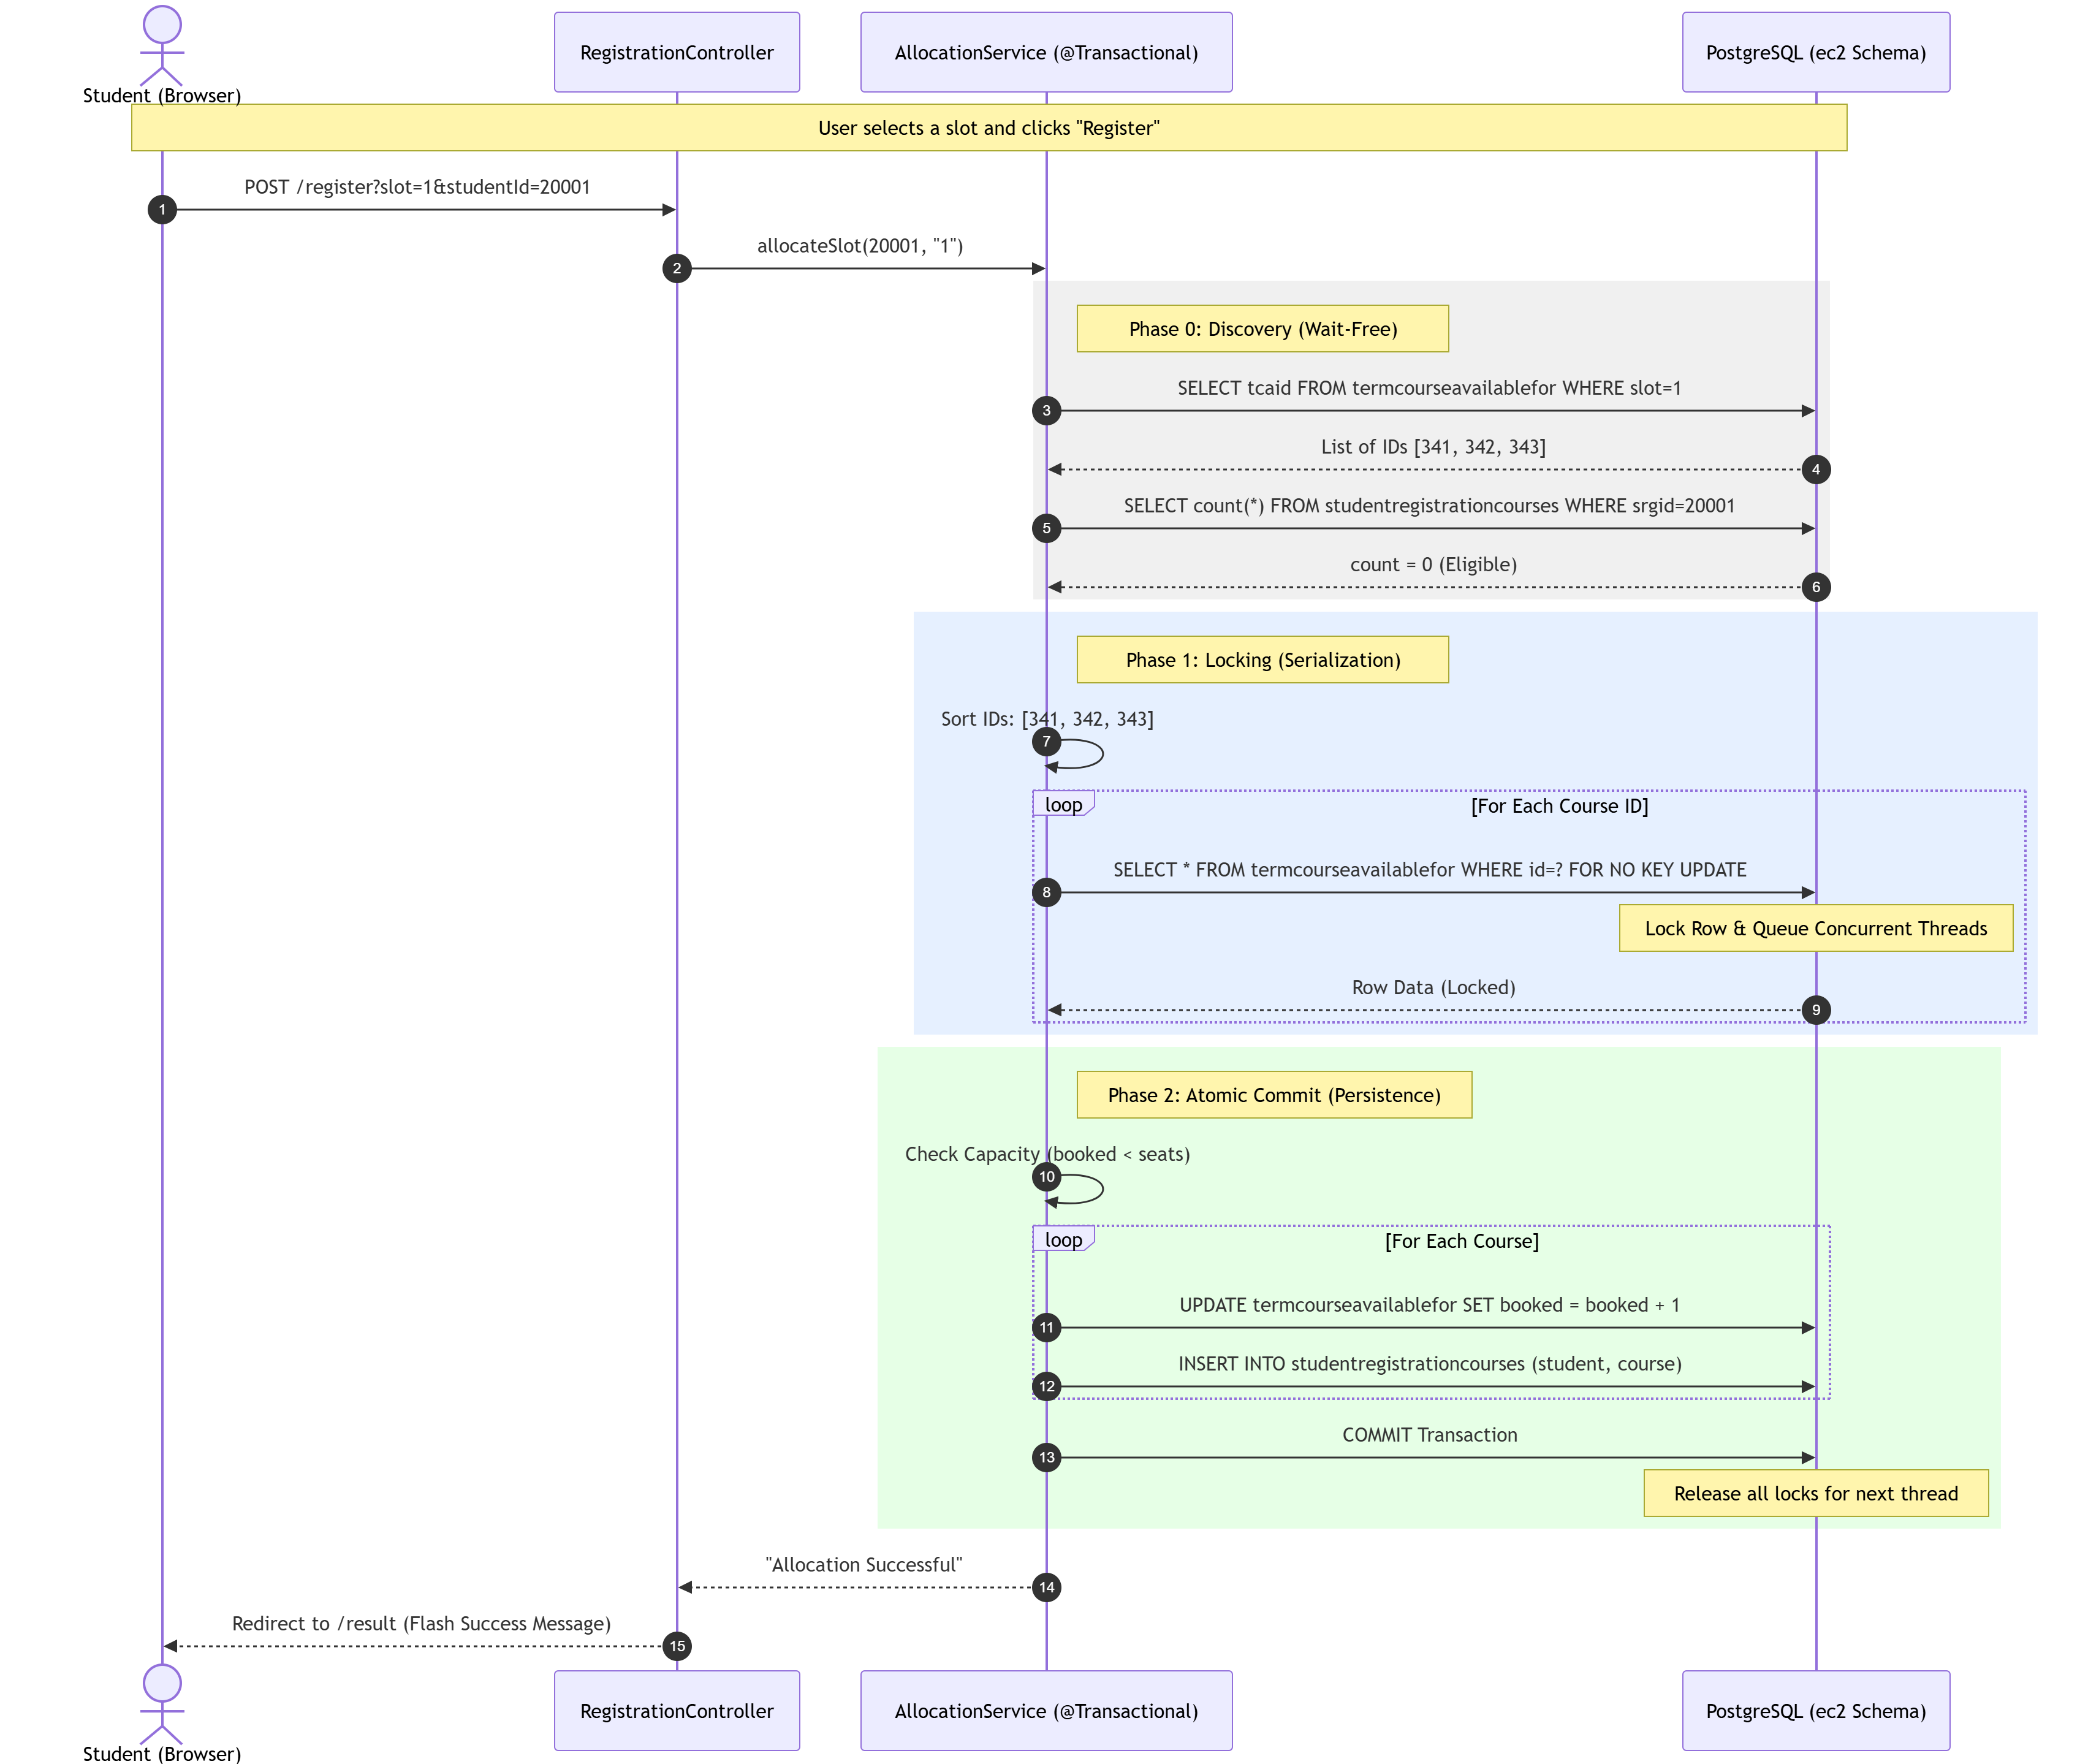 Student (Browser)
RegistrationController
AllocationService (@Transactional)
PostgreSQL (ec2 Schema)
User selects a slot and clicks "Register"
POST /register?slot=1&studentId=20001
1
allocateSlot(20001, "1")
2
Phase 0: Discovery (Wait-Free)
SELECT tcaid FROM termcourseavailablefor WHERE slot=1
3
List of IDs [341, 342, 343]
4
SELECT count(*) FROM studentregistrationcourses WHERE srgid=20001
5
count = 0 (Eligible)
6
Phase 1: Locking (Serialization)
Sort IDs: [341, 342, 343]
7
loop
[For Each Course ID]
SELECT * FROM termcourseavailablefor WHERE id=? FOR NO KEY UPDATE
8
Lock Row & Queue Concurrent Threads
Row Data (Locked)
9
Phase 2: Atomic Commit (Persistence)
Check Capacity (booked < seats)
10
loop
[For Each Course]
UPDATE termcourseavailablefor SET booked = booked + 1
11
INSERT INTO studentregistrationcourses (student, course)
12
COMMIT Transaction
13
Release all locks for next thread
"Allocation Successful"
14
Redirect to /result (Flash Success Message)
15
Student (Browser)
RegistrationController
AllocationService (@Transactional)
PostgreSQL (ec2 Schema)